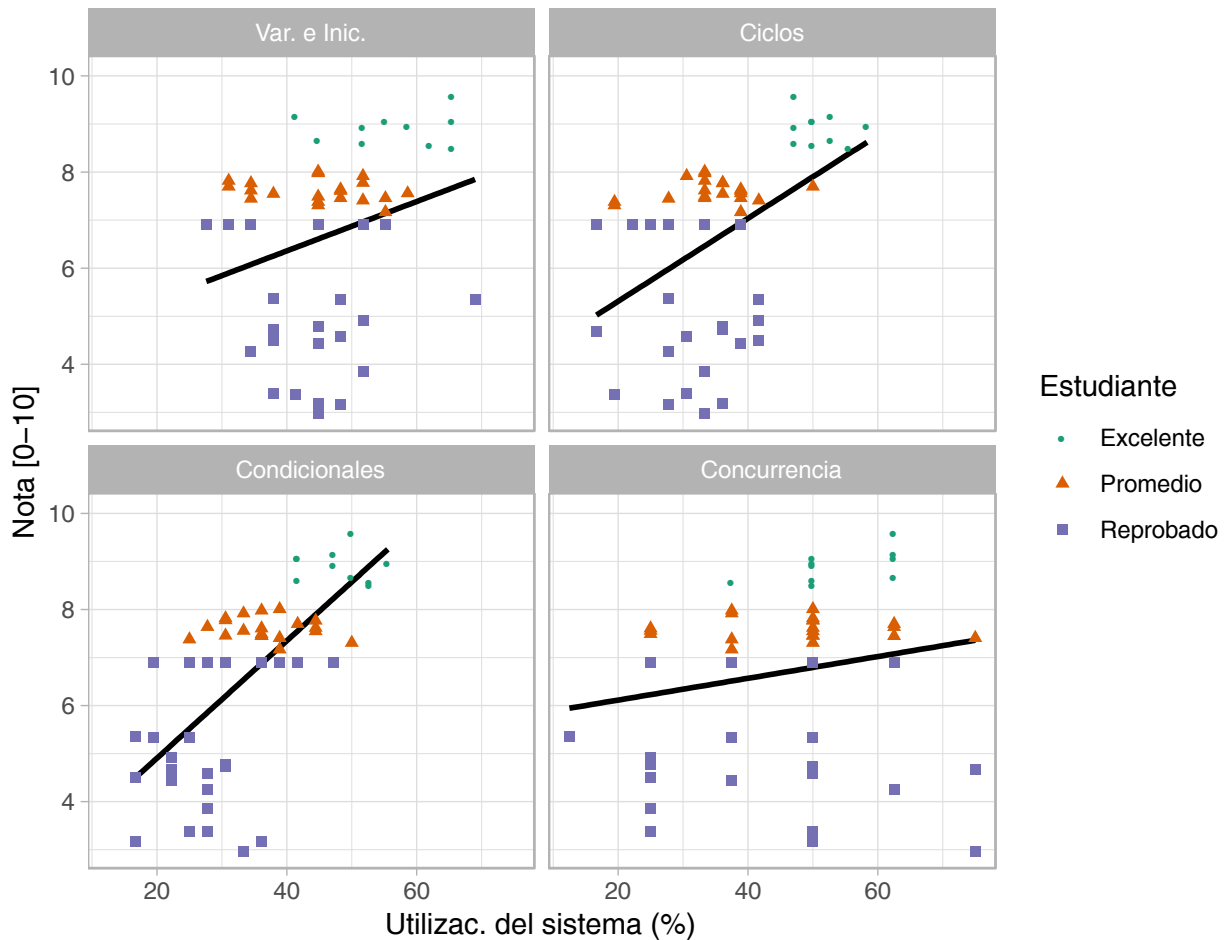 Var. e Inic.
Ciclos
10
8
6
4
Condicionales
Concurrencia
10
8
6
4
20
40
60
20
40
60
Utilizac. del sistema (%)
Nota [0−10]
Estudiante
Excelente
Promedio
Reprobado